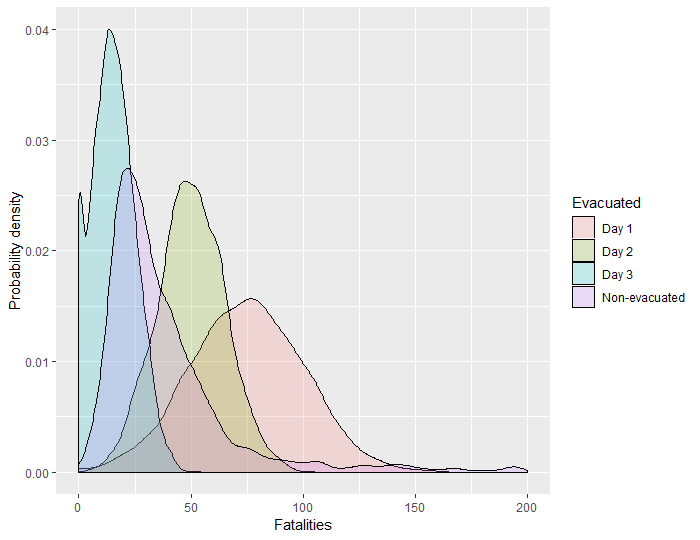 0.04
0.03
0.02
0.01
0.00
Probability density
0
50
100
150
200
Fatalities
Evacuated
Day 1
Day 2
Day 3
Non-evacuated